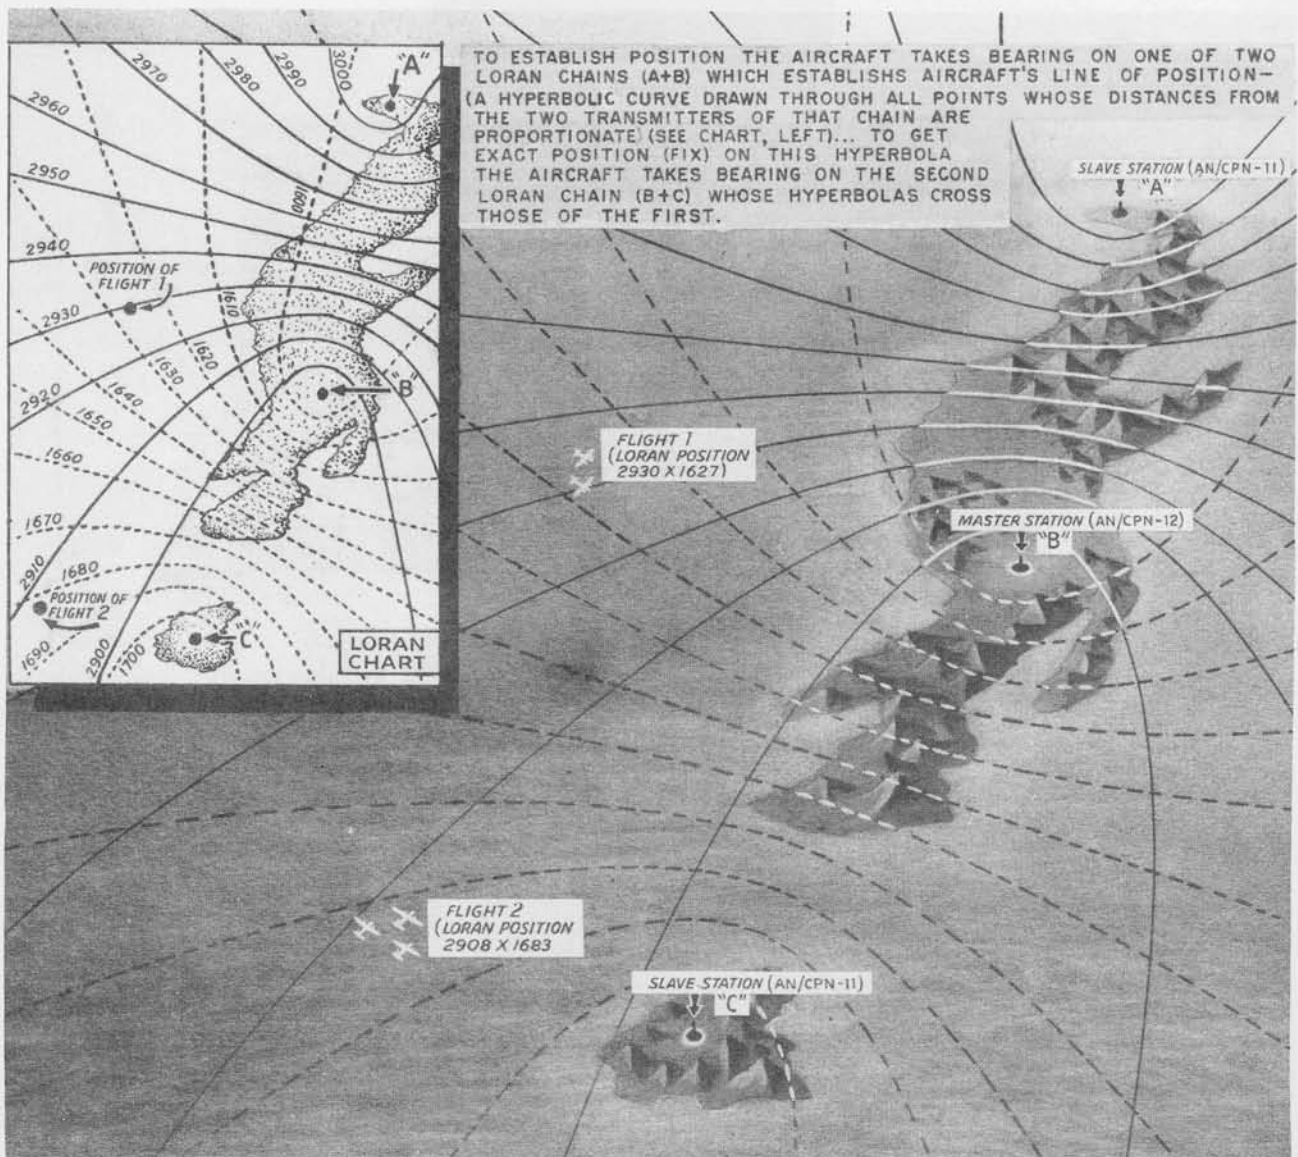 TO ESTABLISH POSITION THE AIRCRAFT TAKES BEARING ON ONE OF TWO
LORAN CHAINS (A+B) WHICH ESTABLISHS AIRCRAFT'S LINE OF POSITION—
(A HYPERBOLIC CURVE DRAWN THROUGH ALL POINTS WHOSE DISTANCES FROM
THE TWO TRANSMITTERS OF THAT CHAIN ARE
PROPORTIONATE) (SEE CHART, LEFT)... TO GET
EXACT POSITION (FIX) ON THIS HYPERBOLA
THE AIRCRAFT TAKES BEARING ON THE SECOND
LORAN CHAIN (B+C) WHOSE HYPERBOLAS CROSS
THOSE OF THE FIRST.
2970
2980
2990
3000
"A"
2960
2950
1600
2940
POSITION OF
FLIGHT 1
2930
1610
1620
1630
1640
1650
2920
"B"
1660
1670
2910
1680
POSITION OF
FLIGHT 2
1690
2900
1700
"C"
LORAN
CHART
SLAVE STATION (AN/CPN-11)
"A"
FLIGHT 1
(LORAN POSITION
2930 X 1627)
MASTER STATION (AN/CPN-12)
"B"
FLIGHT 2
(LORAN POSITION
2908 X 1683
SLAVE STATION (AN/CPN-11)
"C"